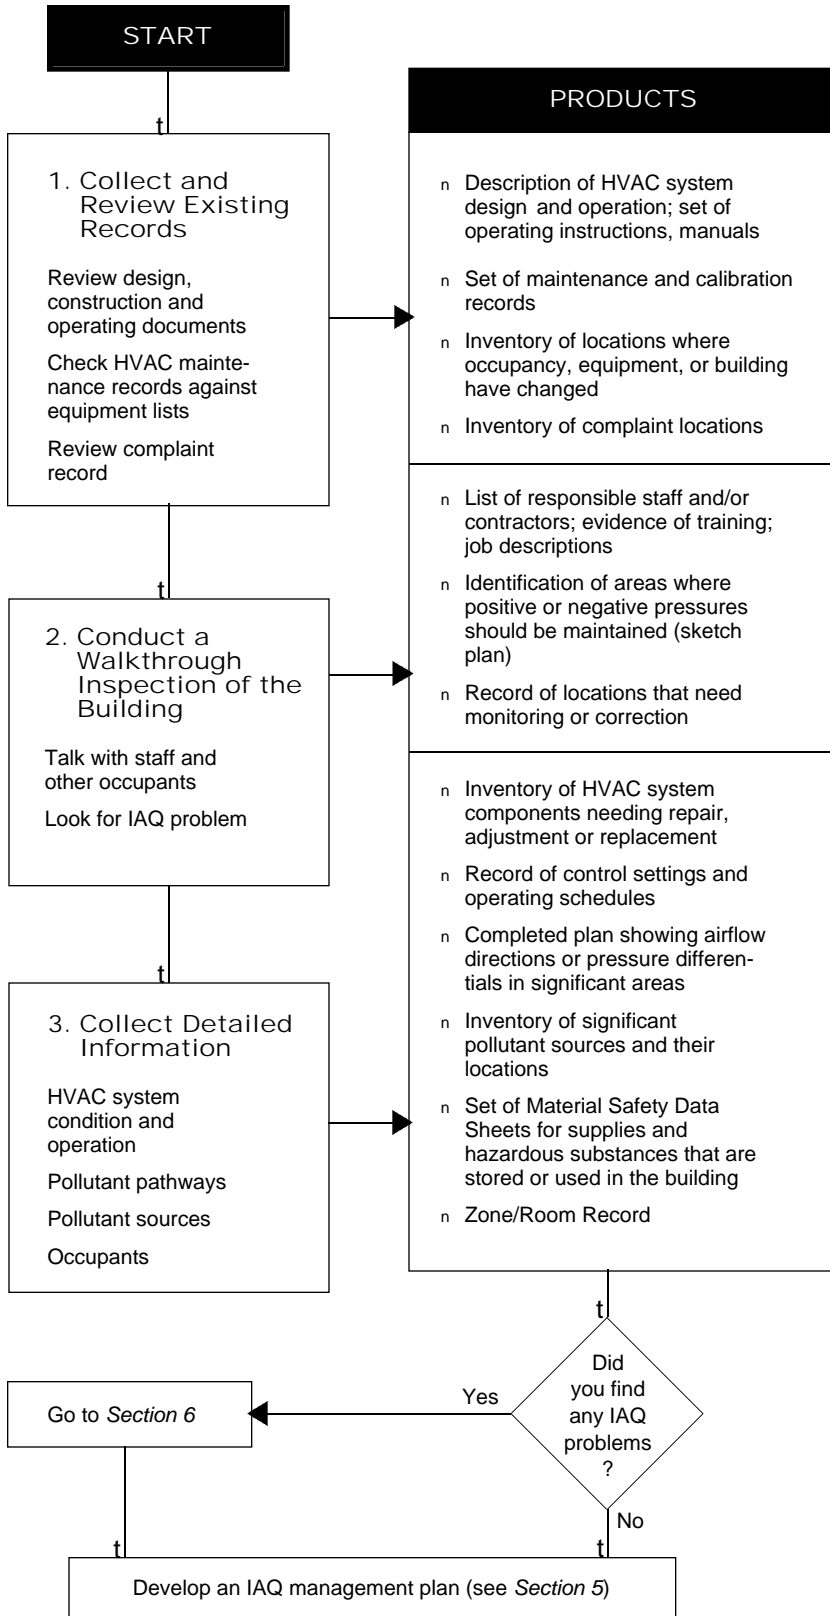 START
t
1. Collect and
Review Existing
Records
Review design,
construction and
operating documents
Check HVAC mainte-
nance records against
equipment lists
Review complaint
record
t
2. Conduct a
Walkthrough
Inspection of the
Building
Talk with staff and
other occupants
Look for IAQ problem
t
3. Collect Detailed
Information
HVAC system
condition and
operation
Pollutant pathways
Pollutant sources
Occupants
PRODUCTS
n Description of HVAC system
design and operation; set of
operating instructions, manuals
n Set of maintenance and calibration
records
n Inventory of locations where
occupancy, equipment, or building
have changed
n Inventory of complaint locations
n List of responsible staff and/or
contractors; evidence of training;
job descriptions
n Identification of areas where
positive or negative pressures
should be maintained (sketch
plan)
n Record of locations that need
monitoring or correction
n Inventory of HVAC system
components needing repair,
adjustment or replacement
n Record of control settings and
operating schedules
n Completed plan showing airflow
directions or pressure differen-
tials in significant areas
n Inventory of significant
pollutant sources and their
locations
n Set of Material Safety Data
Sheets for supplies and
hazardous substances that are
stored or used in the building
n Zone/Room Record
t
Did
you find
any IAQ
problems
?
Yes
Go to Section 6
No
t
t
Develop an IAQ management plan (see Section 5)